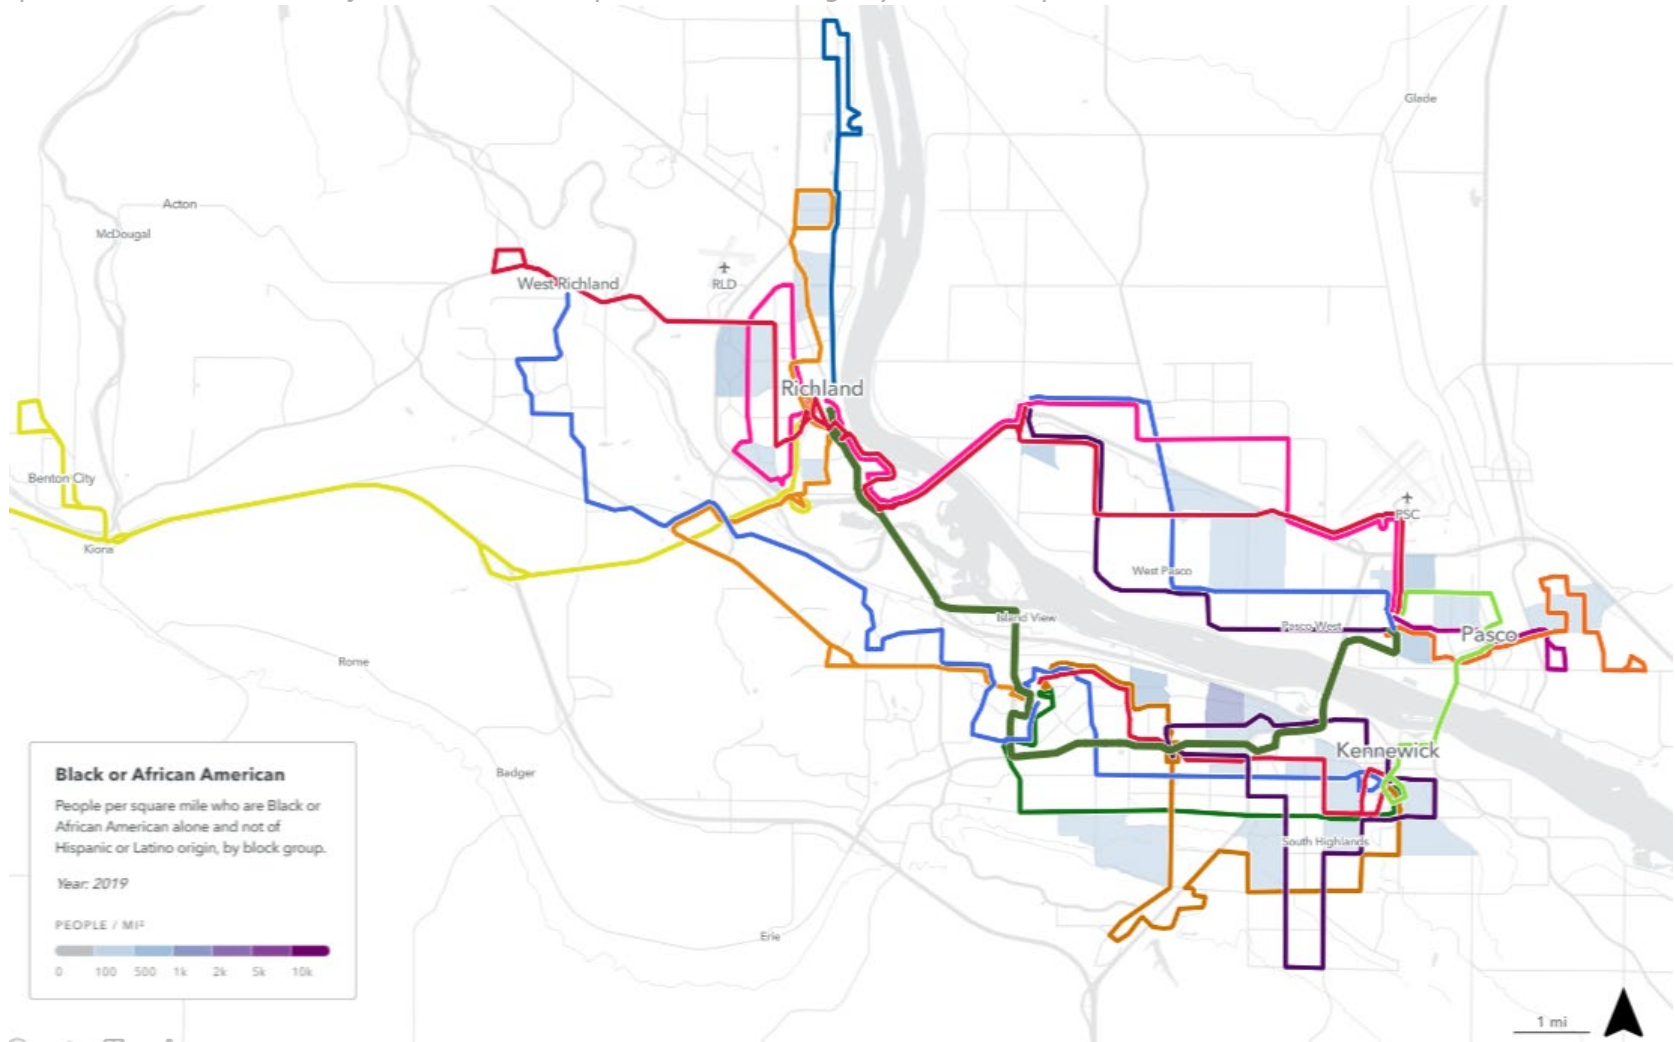 Glade
Acton
McDougal
West Richland
RLD
Richland
Benton City
PSC
Kiona
West Pasco
Island View
Pasco West
Pasco
Rome
Kennewick
Badger
South Highlands
Erie
Black or African American
People per square mile who are Black or
African American alone and not of
Hispanic or Latino origin, by block group.
Year: 2019
PEOPLE / MI²
0 100 500 1k 2k 5k 10k
1 mi